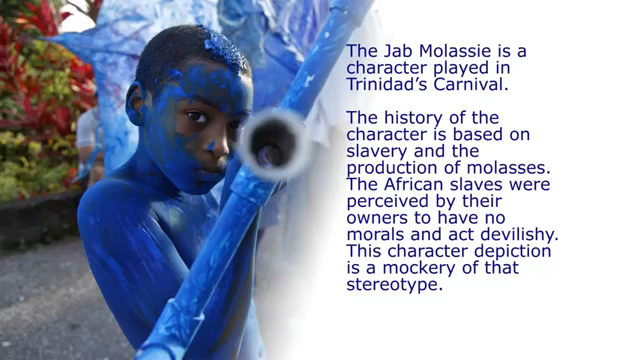 The Jab Molassie is a
character played in
Trinidad’s Carnival.
The history of the
character is based on
slavery and the
production of molasses.
The African slaves were
perceived by their
owners to have no
morals and act devilishy.
This character depiction
is a mockery of that
stereotype.